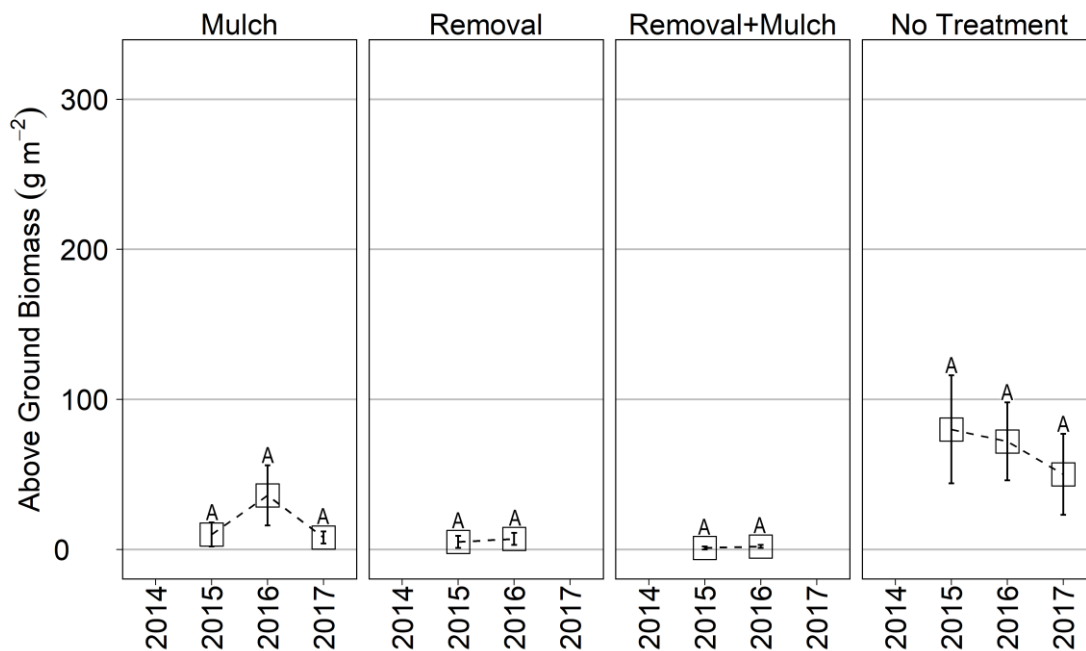 Mulch Removal Removal+Mulch No Treatment
Above Ground Biomass (g m⁻²)
300
200
100
0
A A A
A A
A A
A A A
2014 2015 2016 2017 2014 2015 2016 2017 2014 2015 2016 2017 2014 2015 2016 2017